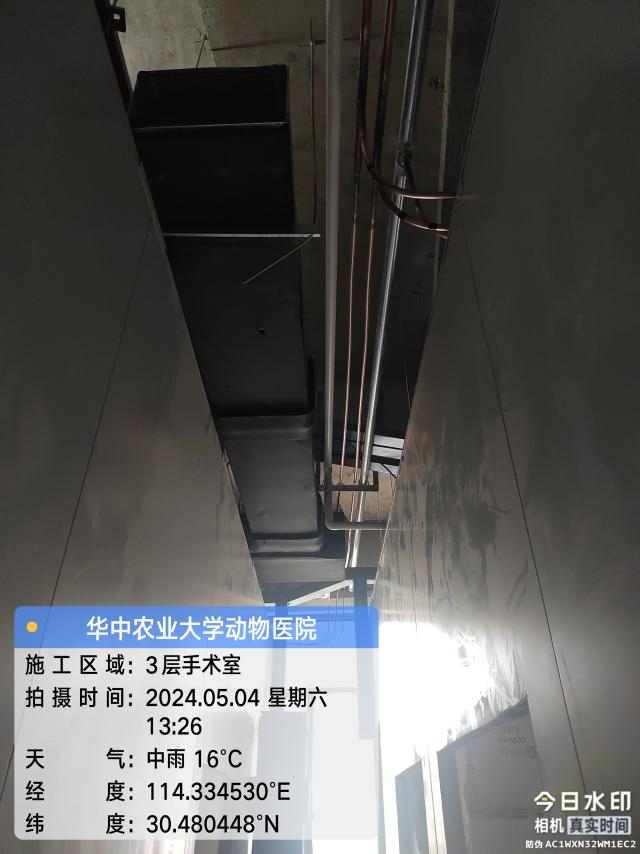 华中农业大学动物医院
施工区域：3层手术室
拍摄时间：2024.05.04 星期六
13:26
天气：中雨 16°C
经度：114.334530°E
纬度：30.480448°N
今日水印
相机 真实时间
防伪 AC1WXN32WM1EC2